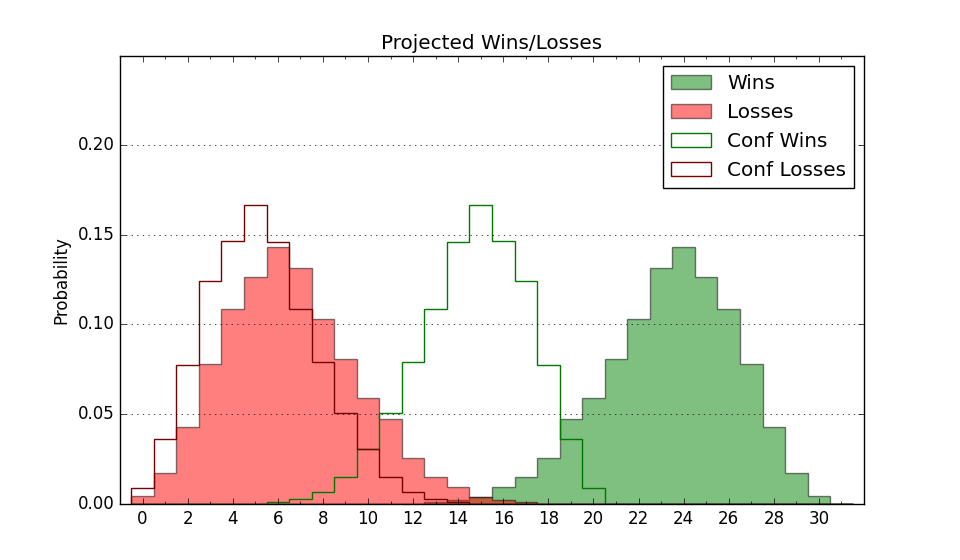 Projected Wins/Losses
Wins
Losses
Conf Wins
Conf Losses
Probability
0.20
0.15
0.10
0.05
0.00
0 2 4 6 8 10 12 14 16 18 20 22 24 26 28 30